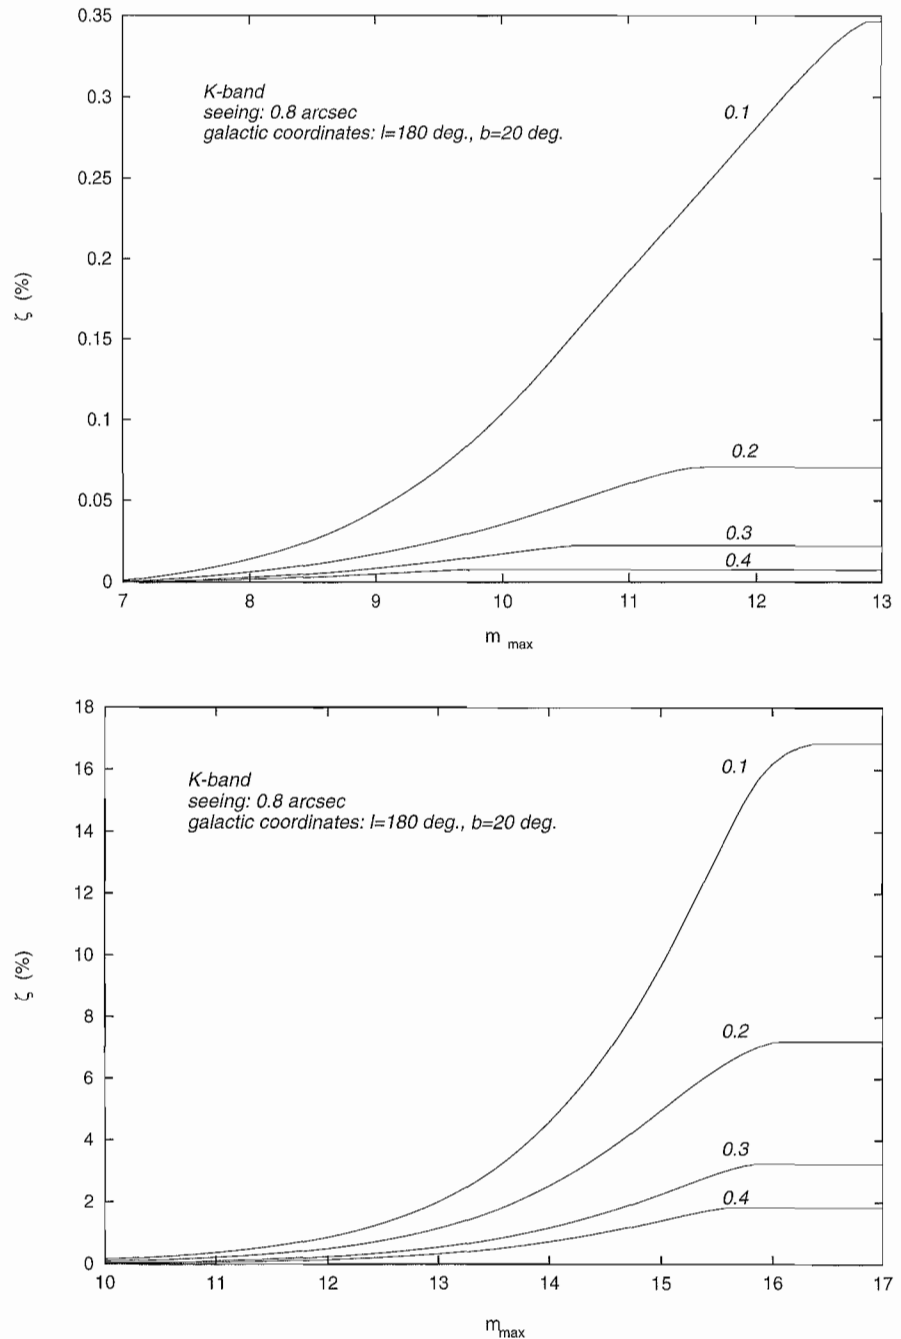 0.35
K-band
seeing: 0.8 arcsec
galactic coordinates: l=180 deg., b=20 deg.
0.3
0.1
0.25
0.2
ζ (%)
0.15
0.1
0.2
0.05
0.3
0.4
0
7 8 9 10 11 12 13
m max
18
K-band
seeing: 0.8 arcsec
galactic coordinates: l=180 deg., b=20 deg.
16
0.1
14
12
10
ζ (%)
8
0.2
6
4
0.3
2
0.4
0
10 11 12 13 14 15 16 17
m max